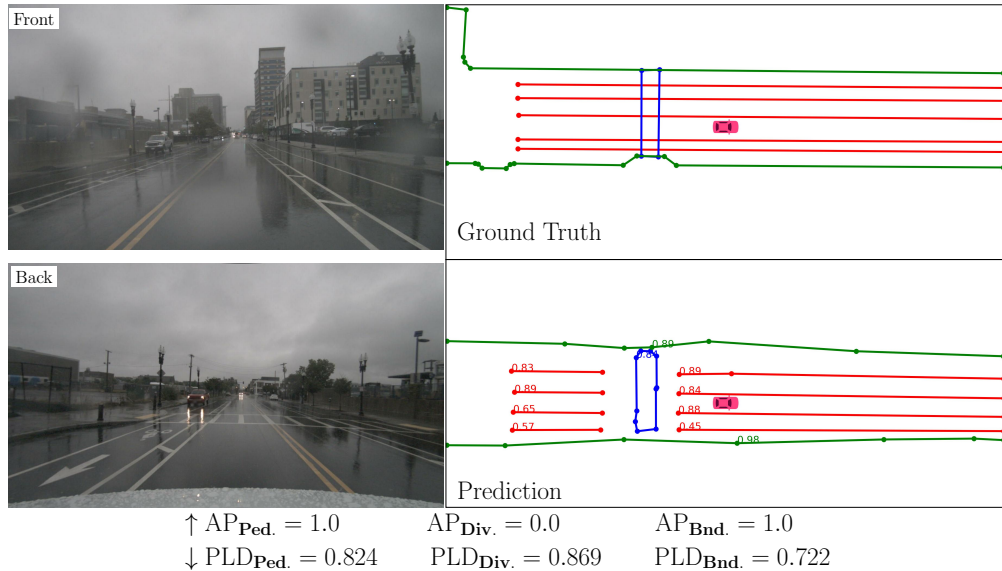 Front
Ground Truth
Back
0.89
0.84
0.83
0.89
0.89
0.84
0.65
0.88
0.57
0.45
0.98
Prediction
↑ AP_Ped. = 1.0 AP_Div. = 0.0 AP_Bnd. = 1.0
↓ PLD_Ped. = 0.824 PLD_Div. = 0.869 PLD_Bnd. = 0.722